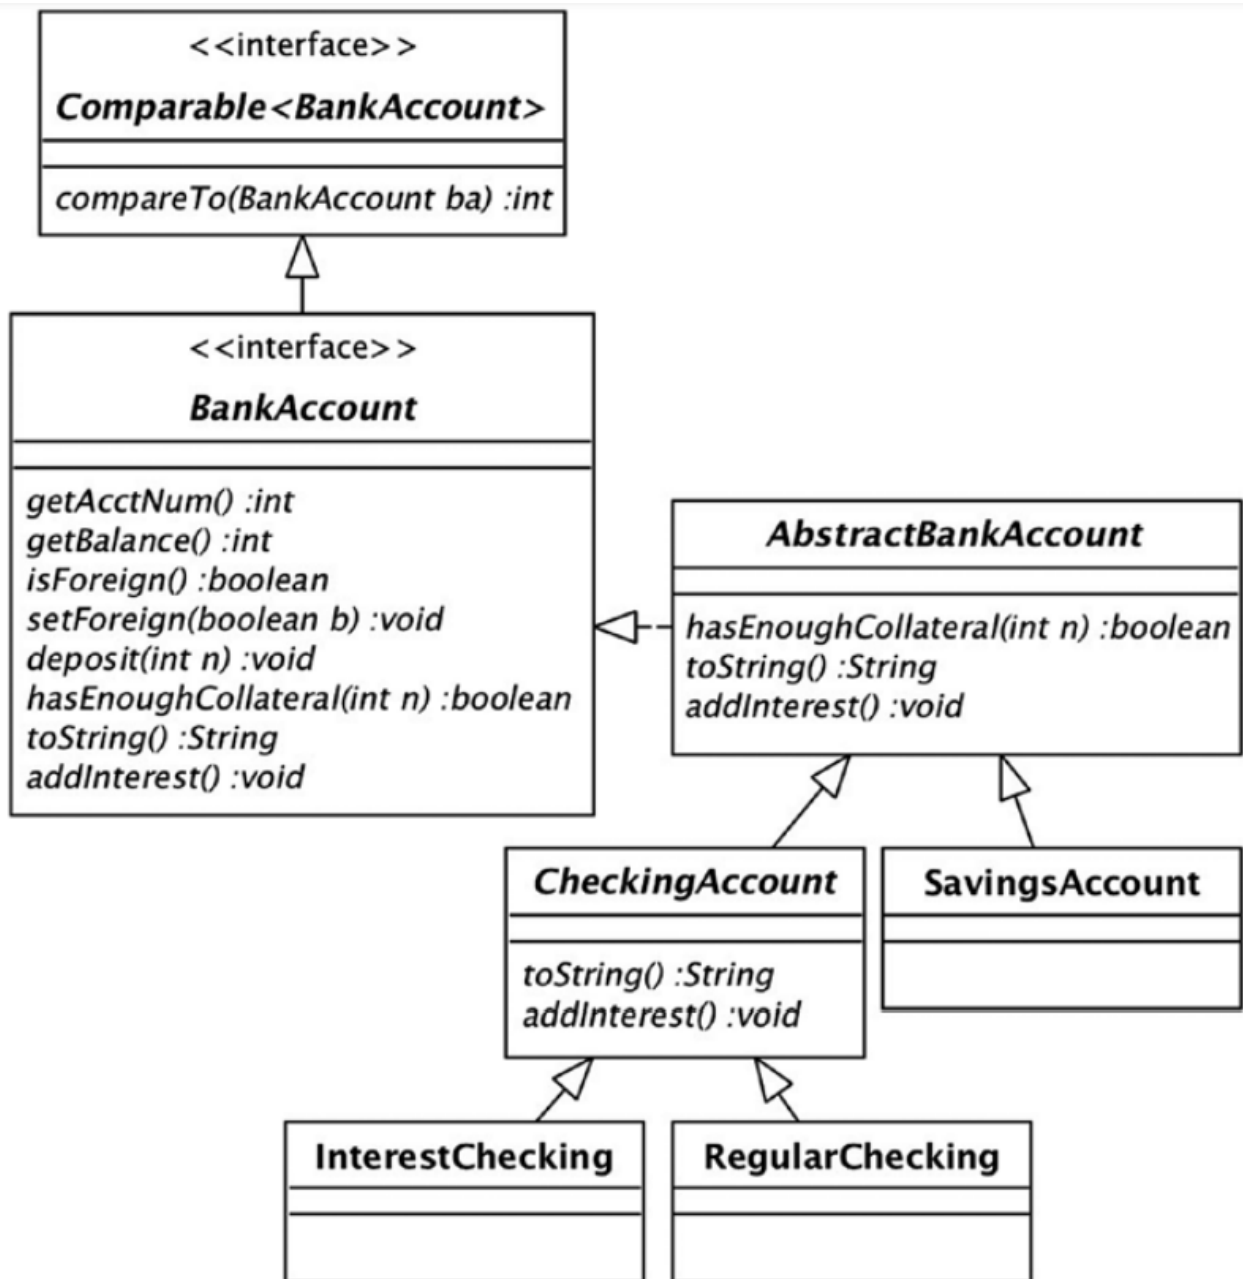 <<interface>>
Comparable<BankAccount>
compareTo(BankAccount ba) :int
<<interface>>
BankAccount
getAcctNum() :int
getBalance() :int
isForeign() :boolean
setForeign(boolean b) :void
deposit(int n) :void
hasEnoughCollateral(int n) :boolean
toString() :String
addInterest() :void
AbstractBankAccount
hasEnoughCollateral(int n) :boolean
toString() :String
addInterest() :void
CheckingAccount
toString() :String
addInterest() :void
SavingsAccount
InterestChecking
RegularChecking